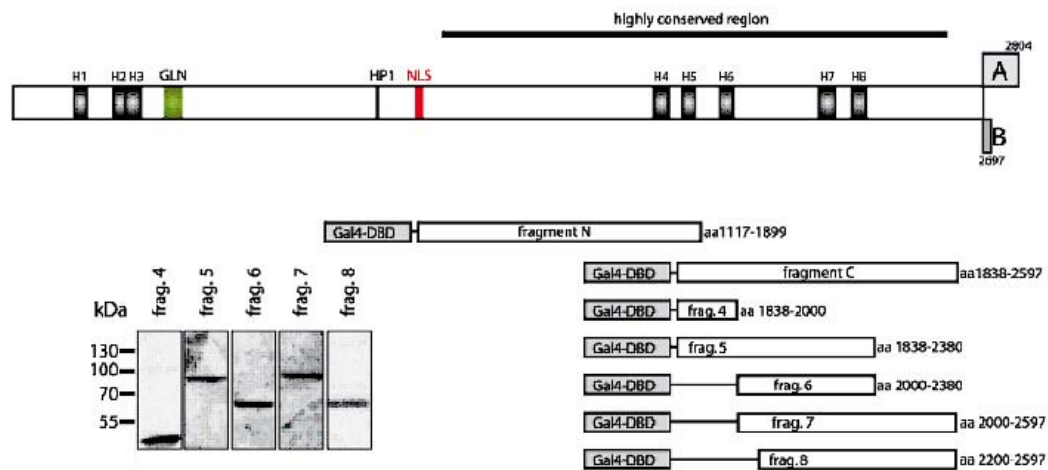 highly conserved region
2804
H1 H2 H3 GLN HP1 NLS H4 H5 H6 H7 H8 A
B
2697
Gal4-DBD fragment N aa1117-1899
Gal4-DBD fragment C aa1838-2597
Gal4-DBD frag.4 aa 1838-2000
Gal4-DBD frag.5 aa 1838-2380
Gal4-DBD frag.6 aa 2000-2380
Gal4-DBD frag.7 aa 2000-2597
Gal4-DBD frag.8 aa 2200-2597
kDa frag. 4 frag. 5 frag. 6 frag. 7 frag. 8
130
100
70
55